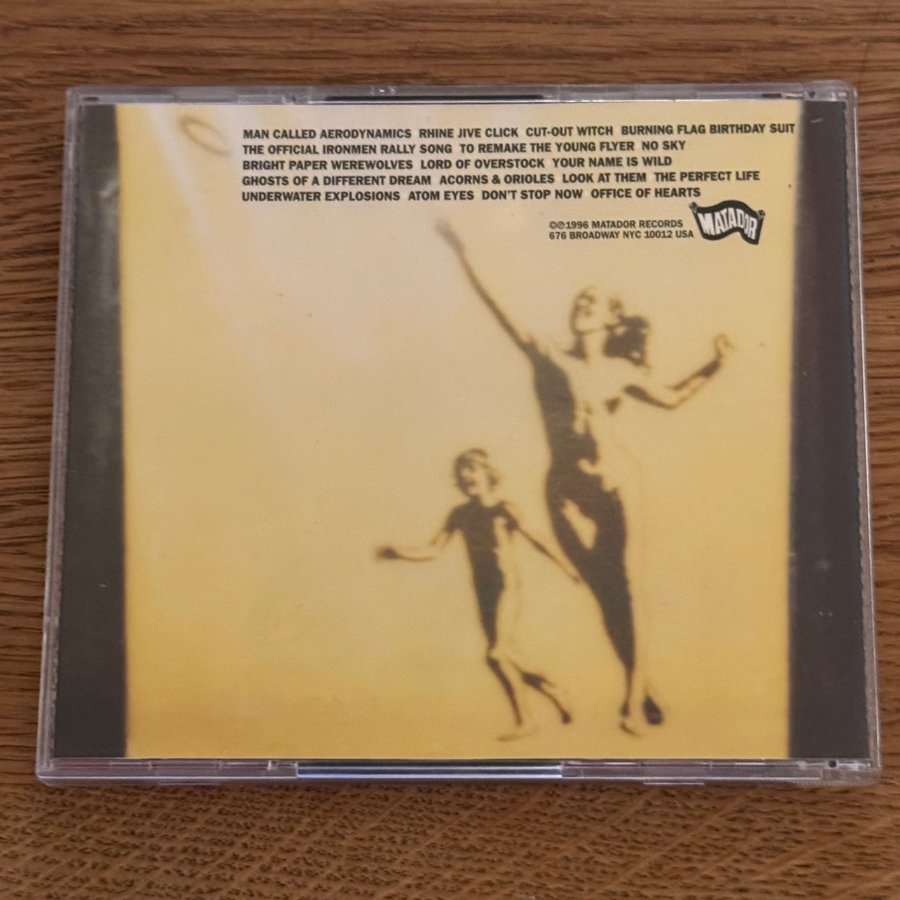 MAN CALLED AERODYNAMICS RHINE JIVE CLICK CUT-OUT WITCH BURNING FLAG BIRTHDAY SUIT
THE OFFICIAL IRONMEN RALLY SONG TO REMAKE THE YOUNG FLYER NO SKY
BRIGHT PAPER WEREWOLVES LORD OF OVERSTOCK YOUR NAME IS WILD
GHOSTS OF A DIFFERENT DREAM ACORNS & ORIOLES LOOK AT THEM THE PERFECT LIFE
UNDERWATER EXPLOSIONS ATOM EYES DON'T STOP NOW OFFICE OF HEARTS
©℗1996 MATADOR RECORDS
676 BROADWAY NYC 10012 USA
MATADOR